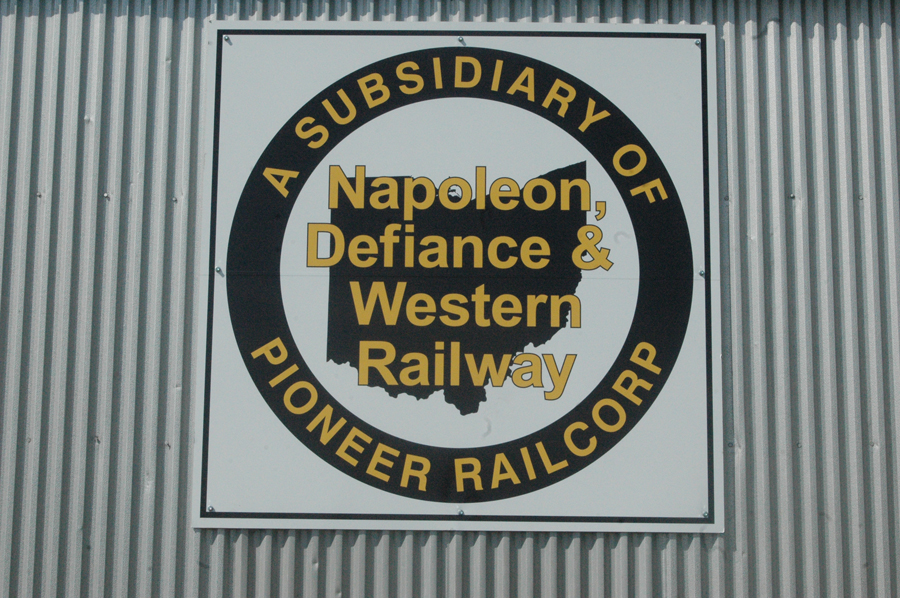 A SUBSIDIARY OF
Napoleon,
Defiance &
Western
Railway
PIONEER RAILCORP